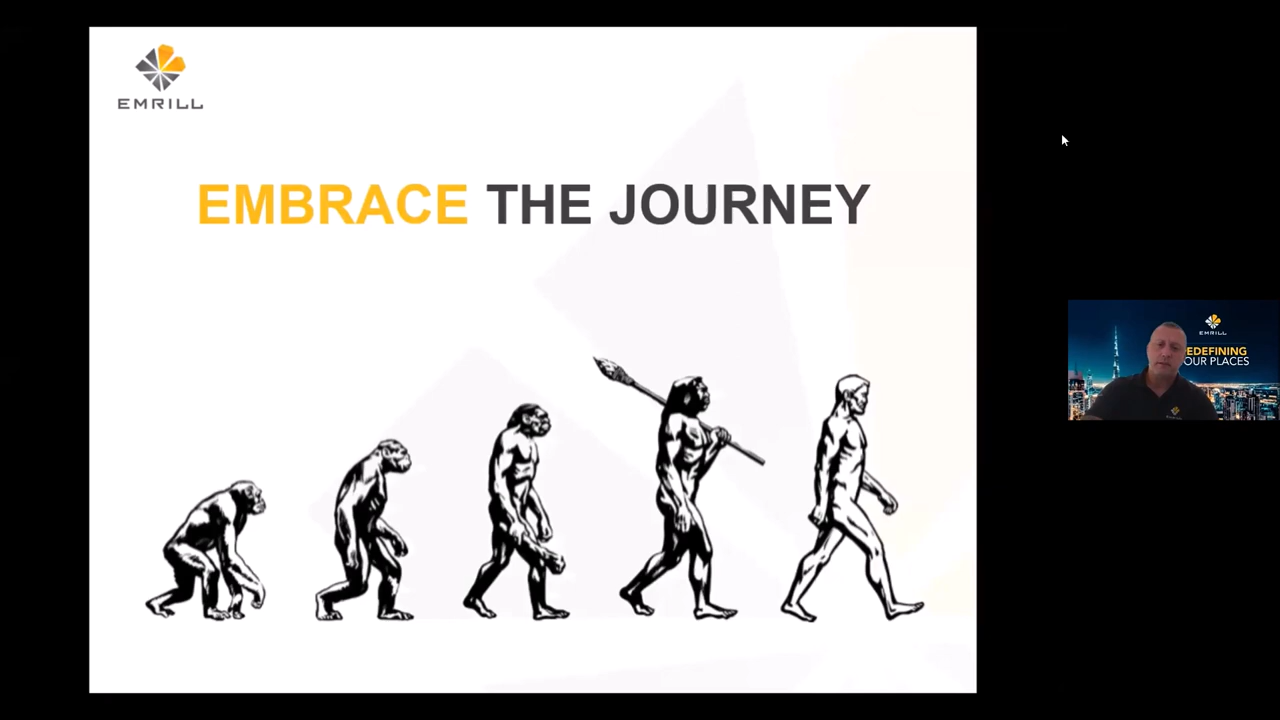 EMRILL
EMBRACE THE JOURNEY
EMRILL
EDEFINING
OUR PLACES